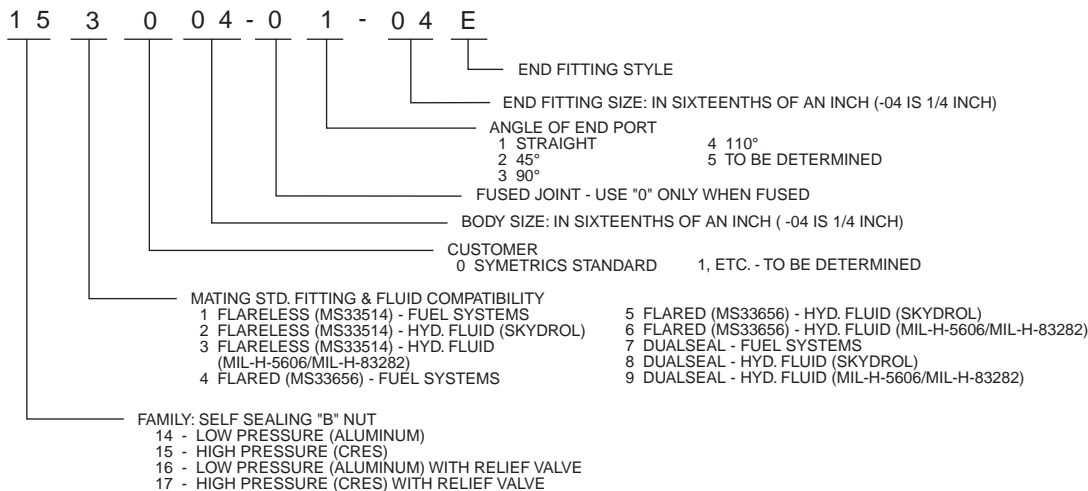 1 5 3 0 0 4 - 0 1 - 0 4 E
END FITTING STYLE
END FITTING SIZE: IN SIXTEENTHS OF AN INCH (-04 IS 1/4 INCH)
ANGLE OF END PORT
1 STRAIGHT 4 110°
2 45° 5 TO BE DETERMINED
3 90°
FUSED JOINT - USE "0" ONLY WHEN FUSED
BODY SIZE: IN SIXTEENTHS OF AN INCH ( -04 IS 1/4 INCH)
CUSTOMER
0 SYMETRICS STANDARD 1, ETC. - TO BE DETERMINED
MATING STD. FITTING & FLUID COMPATIBILITY
1 FLARELESS (MS33514) - FUEL SYSTEMS
2 FLARELESS (MS33514) - HYD. FLUID (SKYDROL)
3 FLARELESS (MS33514) - HYD. FLUID
(MIL-H-5606/MIL-H-83282)
4 FLARED (MS33656) - FUEL SYSTEMS
5 FLARED (MS33656) - HYD. FLUID (SKYDROL)
6 FLARED (MS33656) - HYD. FLUID (MIL-H-5606/MIL-H-83282)
7 DUALSEAL - FUEL SYSTEMS
8 DUALSEAL - HYD. FLUID (SKYDROL)
9 DUALSEAL - HYD. FLUID (MIL-H-5606/MIL-H-83282)
FAMILY: SELF SEALING "B" NUT
14 - LOW PRESSURE (ALUMINUM)
15 - HIGH PRESSURE (CRES)
16 - LOW PRESSURE (ALUMINUM) WITH RELIEF VALVE
17 - HIGH PRESSURE (CRES) WITH RELIEF VALVE